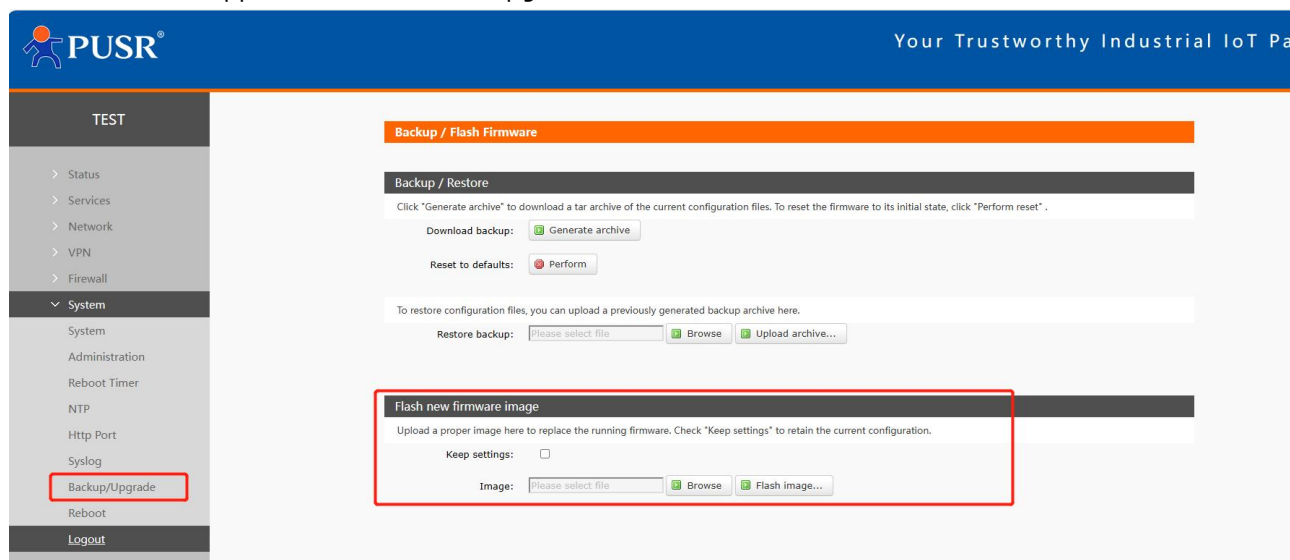 PUSR®
Your Trustworthy Industrial IoT Pa
TEST
Status
Services
Network
VPN
Firewall
System
System
Administration
Reboot Timer
NTP
Http Port
Syslog
Backup/Upgrade
Reboot
Logout
Backup / Flash Firmware
Backup / Restore
Click "Generate archive" to download a tar archive of the current configuration files. To reset the firmware to its initial state, click "Perform reset" .
Download backup: Generate archive
Reset to defaults: Perform
To restore configuration files, you can upload a previously generated backup archive here.
Restore backup: Please select file Browse Upload archive...
Flash new firmware image
Upload a proper image here to replace the running firmware. Check "Keep settings" to retain the current configuration.
Keep settings:
Image: Please select file Browse Flash image...